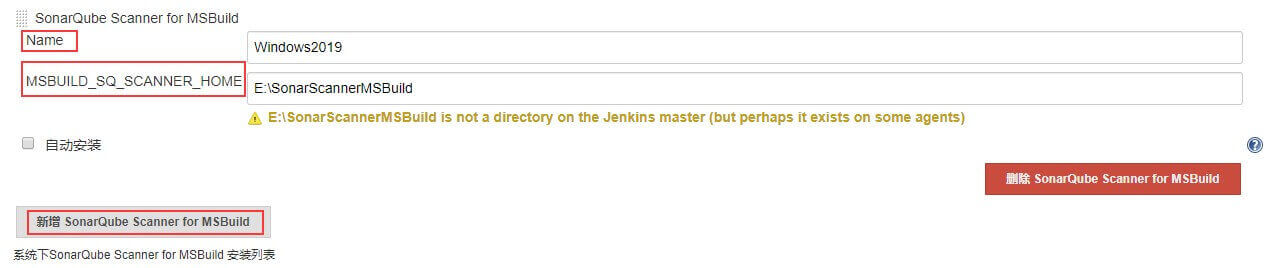 SonarQube Scanner for MSBuild
Name
Windows2019
MSBUILD_SQ_SCANNER_HOME
E:\SonarScannerMSBuild
E:\SonarScannerMSBuild is not a directory on the Jenkins master (but perhaps it exists on some agents)
自动安装
删除 SonarQube Scanner for MSBuild
新增 SonarQube Scanner for MSBuild
系统下SonarQube Scanner for MSBuild 安装列表